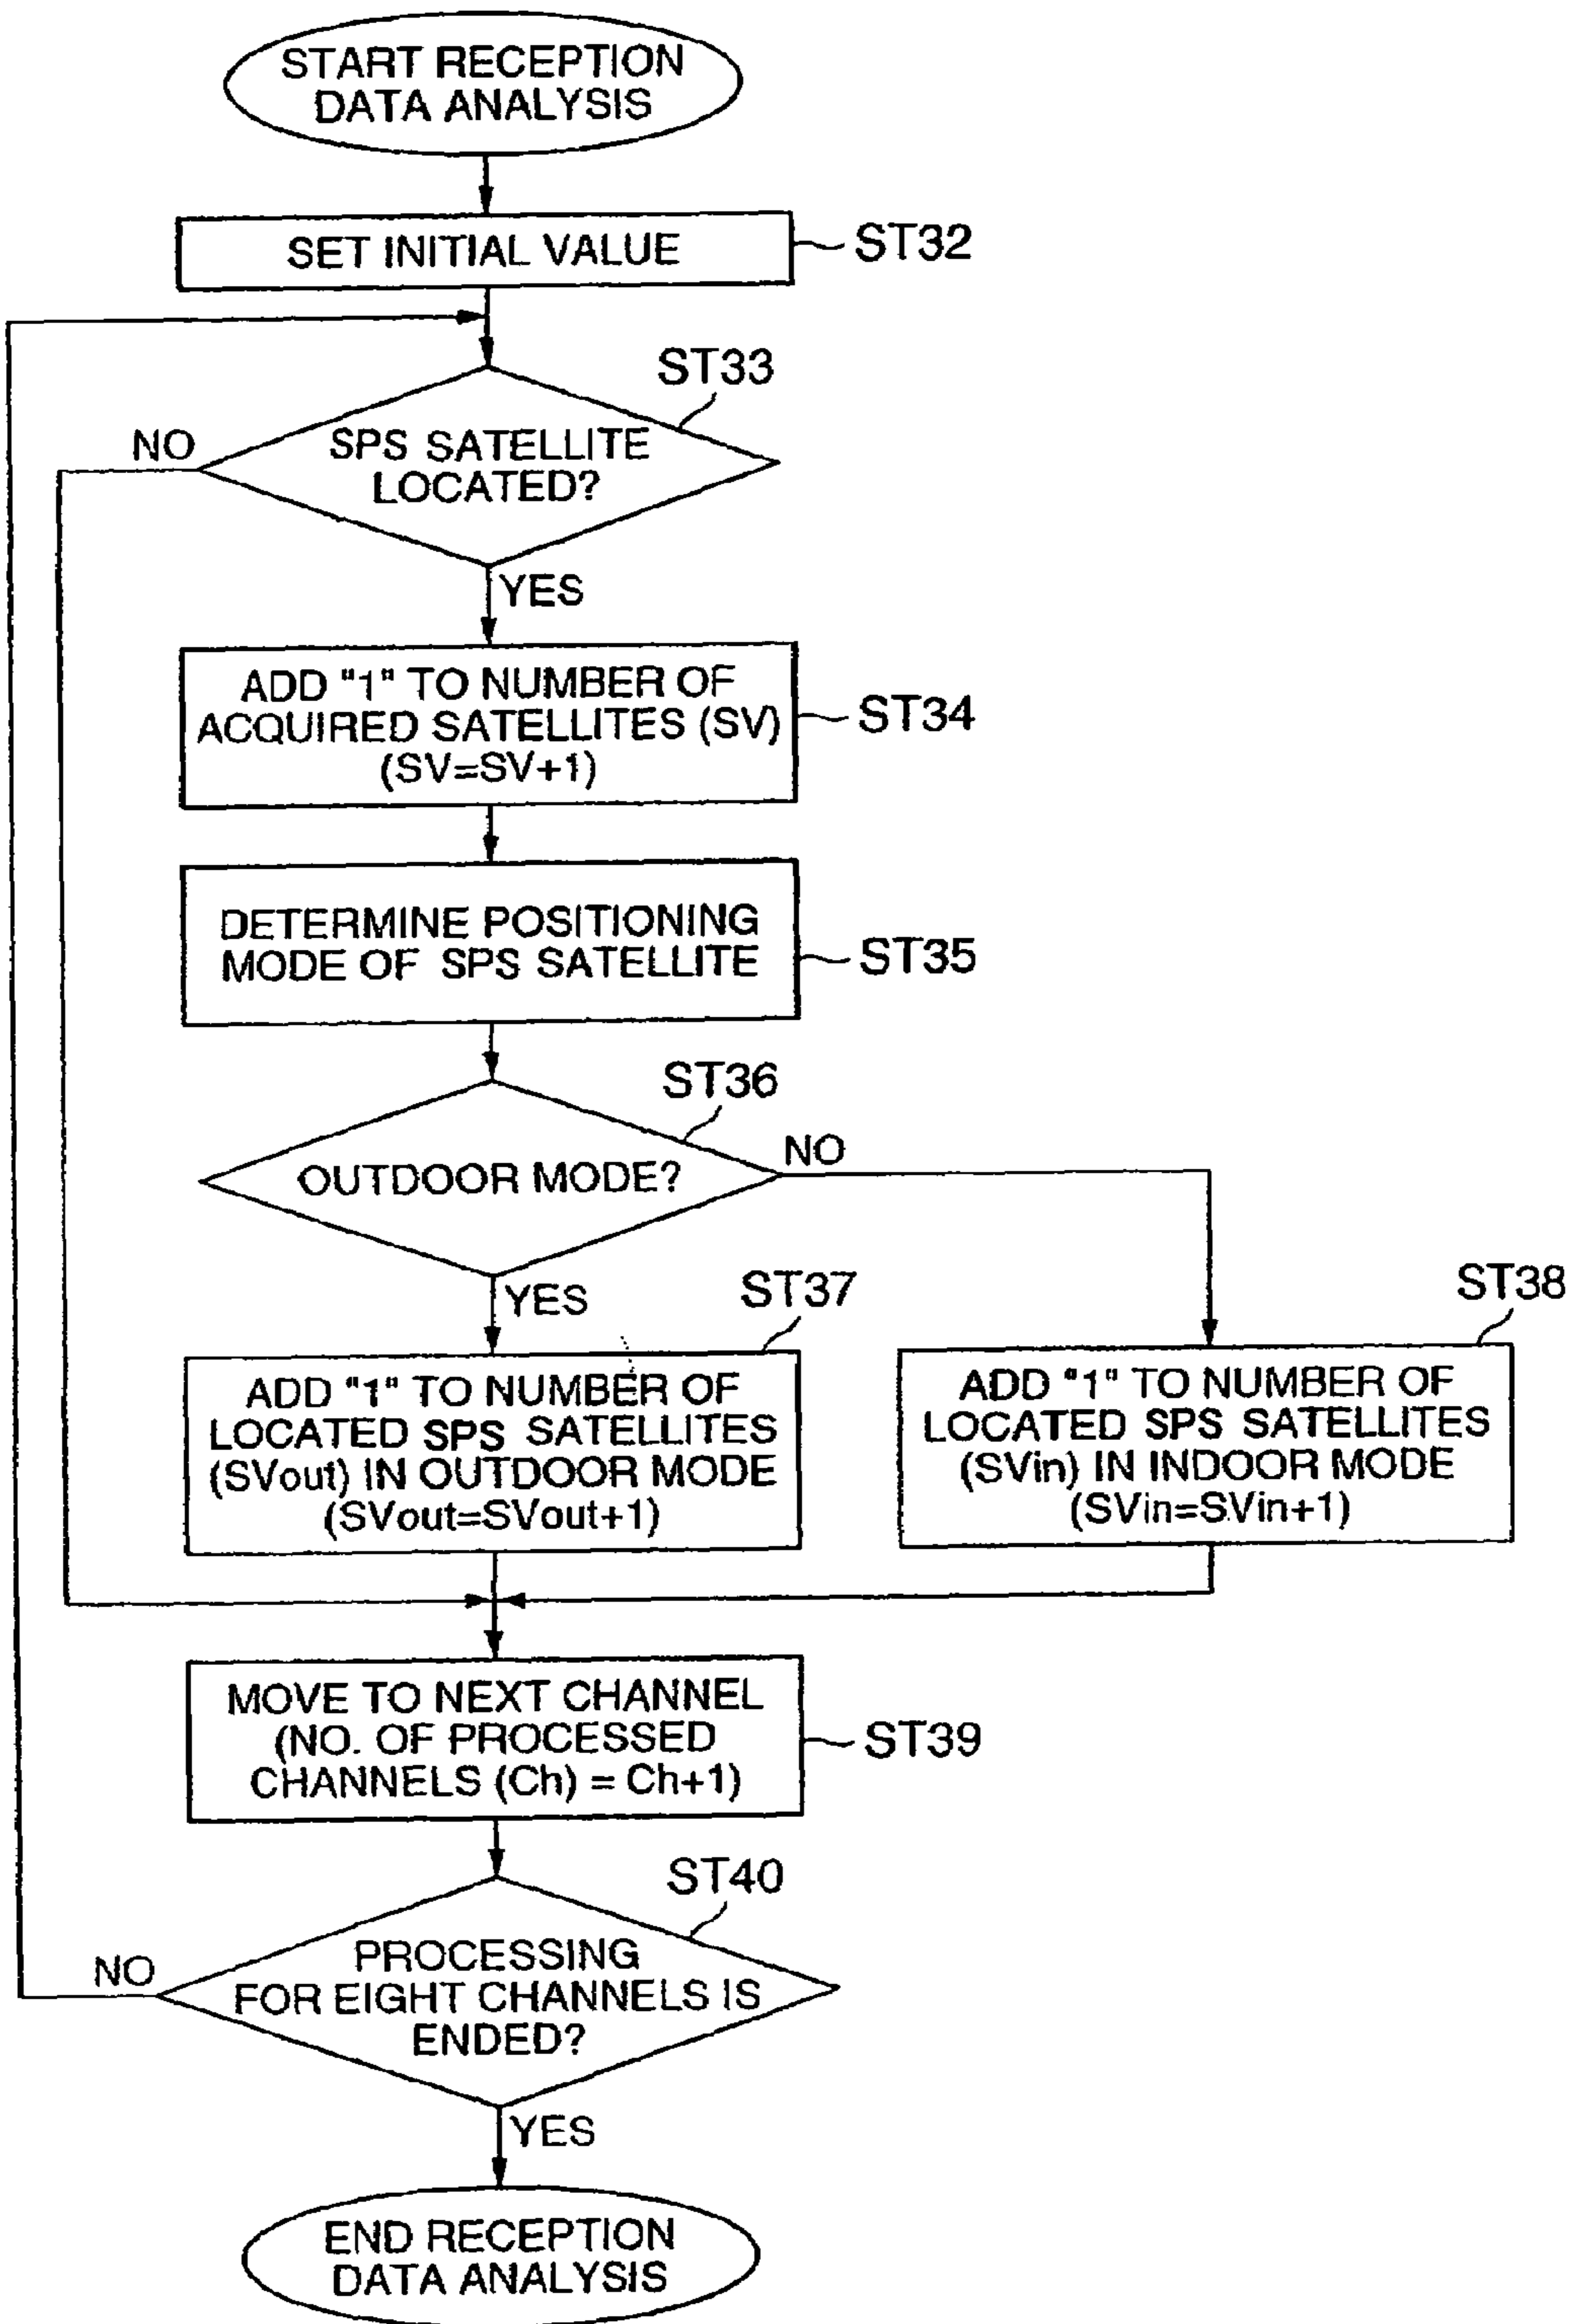 START RECEPTION
DATA ANALYSIS
SET INITIAL VALUE
ST32
ST33
SPS SATELLITE
LOCATED?
NO
YES
ADD "1" TO NUMBER OF
ACQUIRED SATELLITES (SV)
(SV=SV+1)
ST34
DETERMINE POSITIONING
MODE OF SPS SATELLITE
ST35
ST36
OUTDOOR MODE?
NO
YES
ST37
ADD "1" TO NUMBER OF
LOCATED SPS SATELLITES
(SVout) IN OUTDOOR MODE
(SVout=SVout+1)
ST38
ADD "1" TO NUMBER OF
LOCATED SPS SATELLITES
(SVin) IN INDOOR MODE
(SVin=SVin+1)
MOVE TO NEXT CHANNEL
(NO. OF PROCESSED
CHANNELS (Ch) = Ch+1)
ST39
ST40
PROCESSING
FOR EIGHT CHANNELS IS
ENDED?
NO
YES
END RECEPTION
DATA ANALYSIS